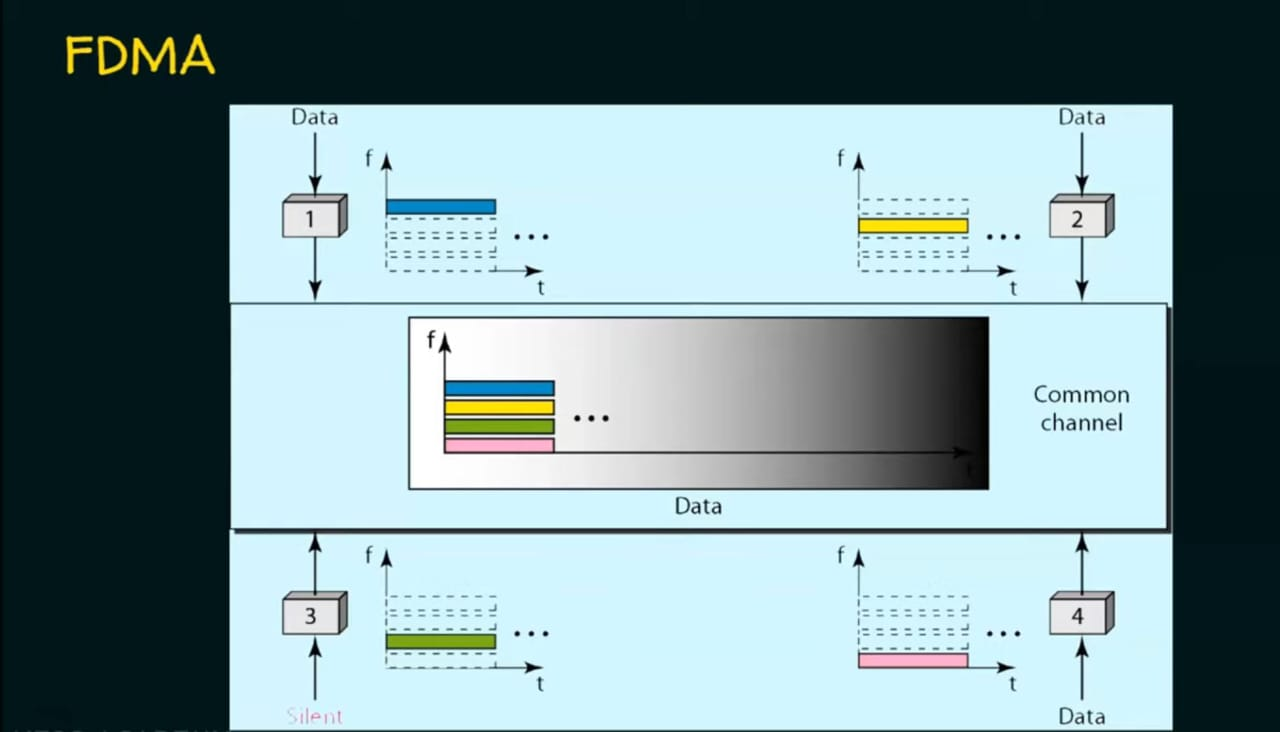 FDMA
Data
Data
f
f
1
2
...
...
t
t
f
...
Common
channel
t
Data
f
f
3
4
...
...
t
t
Silent
Data